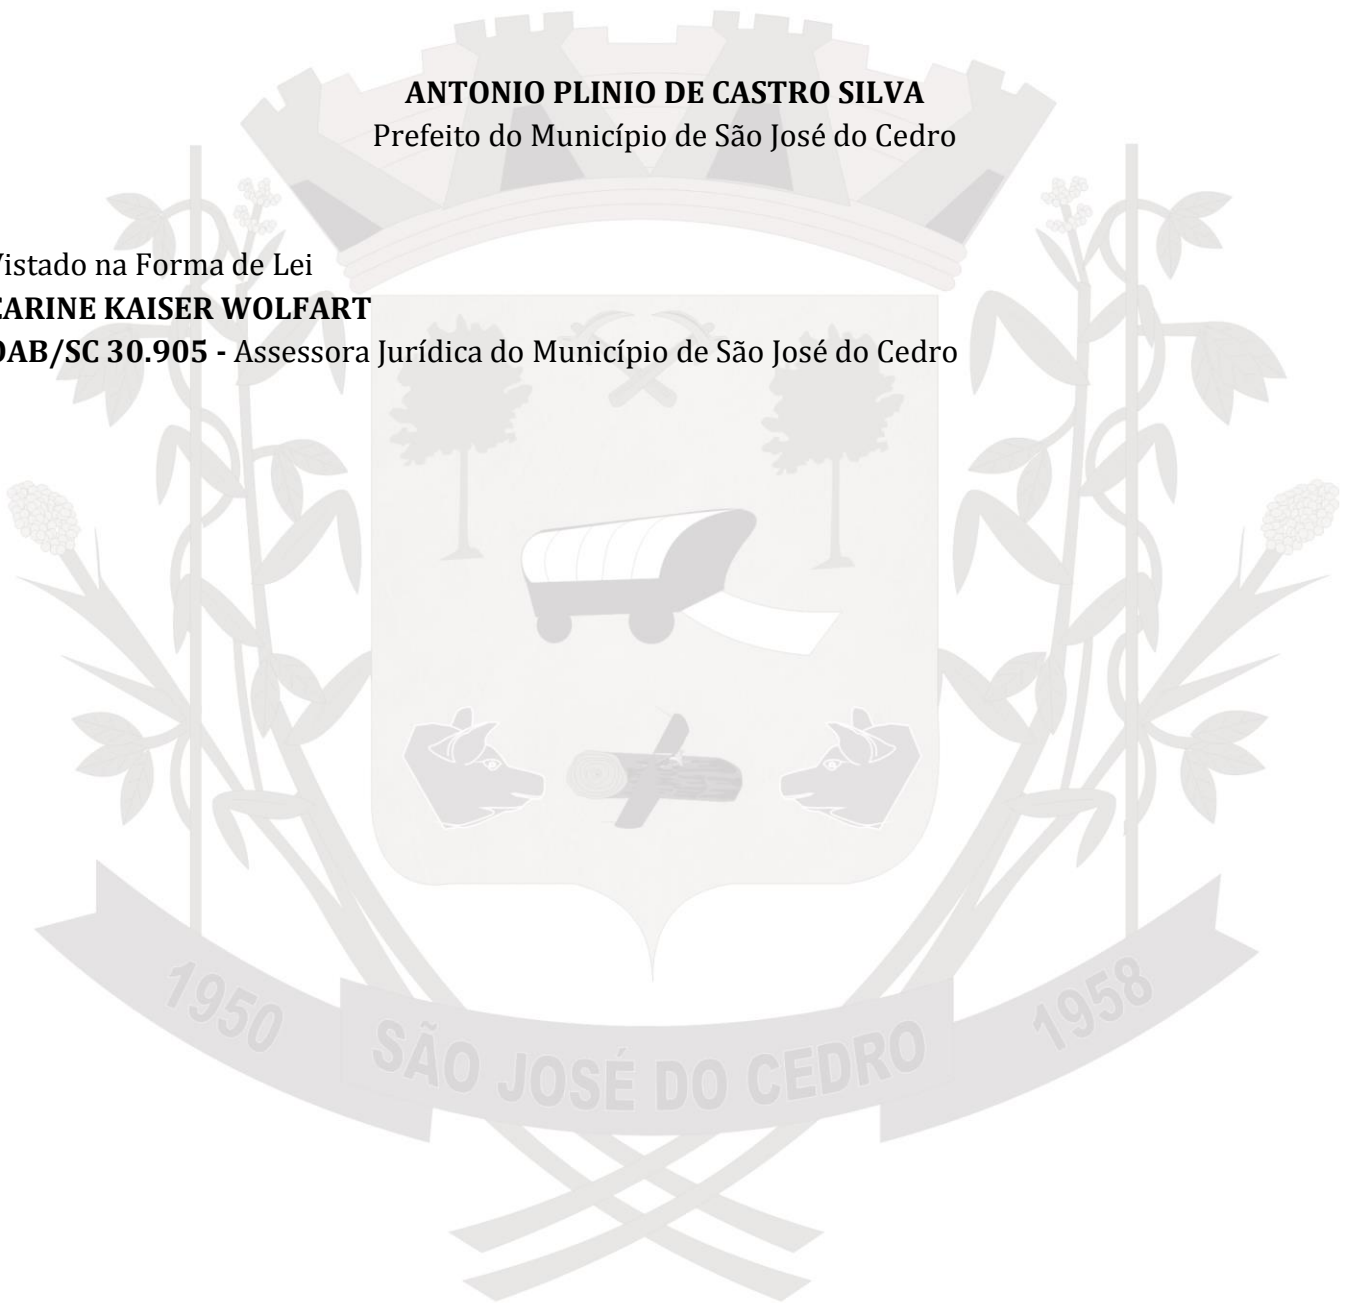 ANTONIO PLINIO DE CASTRO SILVA
Prefeito do Município de São José do Cedro
Vistado na Forma de Lei
EARINE KAISER WOLFART
OAB/SC 30.905 - Assessora Jurídica do Município de São José do Cedro
1950
SÃO JOSÉ DO CEDRO
1958